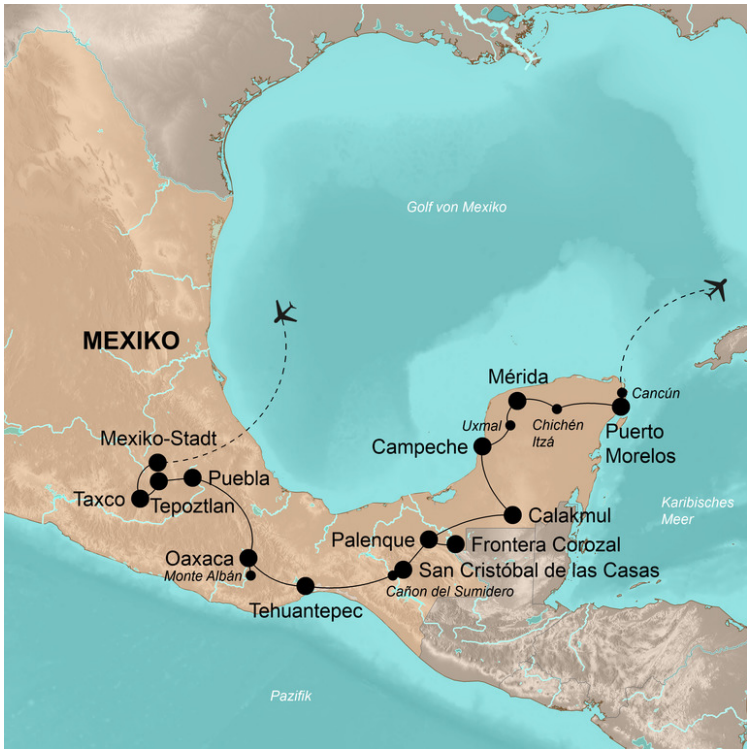 Golf von Mexiko
MEXIKO
Mérida
Cancún
Uxmal
Chichén
Itzá
Puerto
Morelos
Mexiko-Stadt
Campeche
Puebla
Taxco
Tepoztlan
Karibisches
Meer
Calakmul
Palenque
Frontera Corozal
Oaxaca
Monte Albán
San Cristóbal de las Casas
Cañon del Sumidero
Tehuantepec
Pazifik